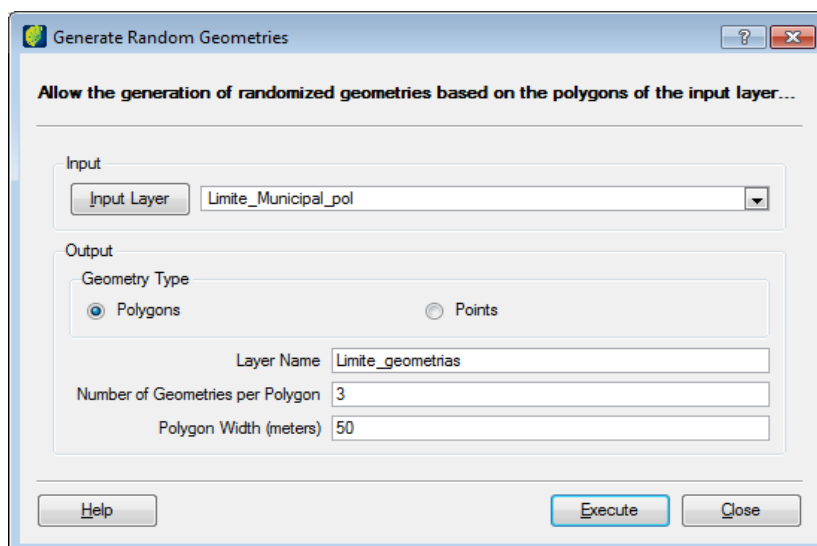 Generate Random Geometries
Allow the generation of randomized geometries based on the polygons of the input layer...
Input
Input Layer Limite_Municipal_pol
Output
Geometry Type
Polygons Points
Layer Name Limite_geometrias
Number of Geometries per Polygon 3
Polygon Width (meters) 50
Help Execute Close